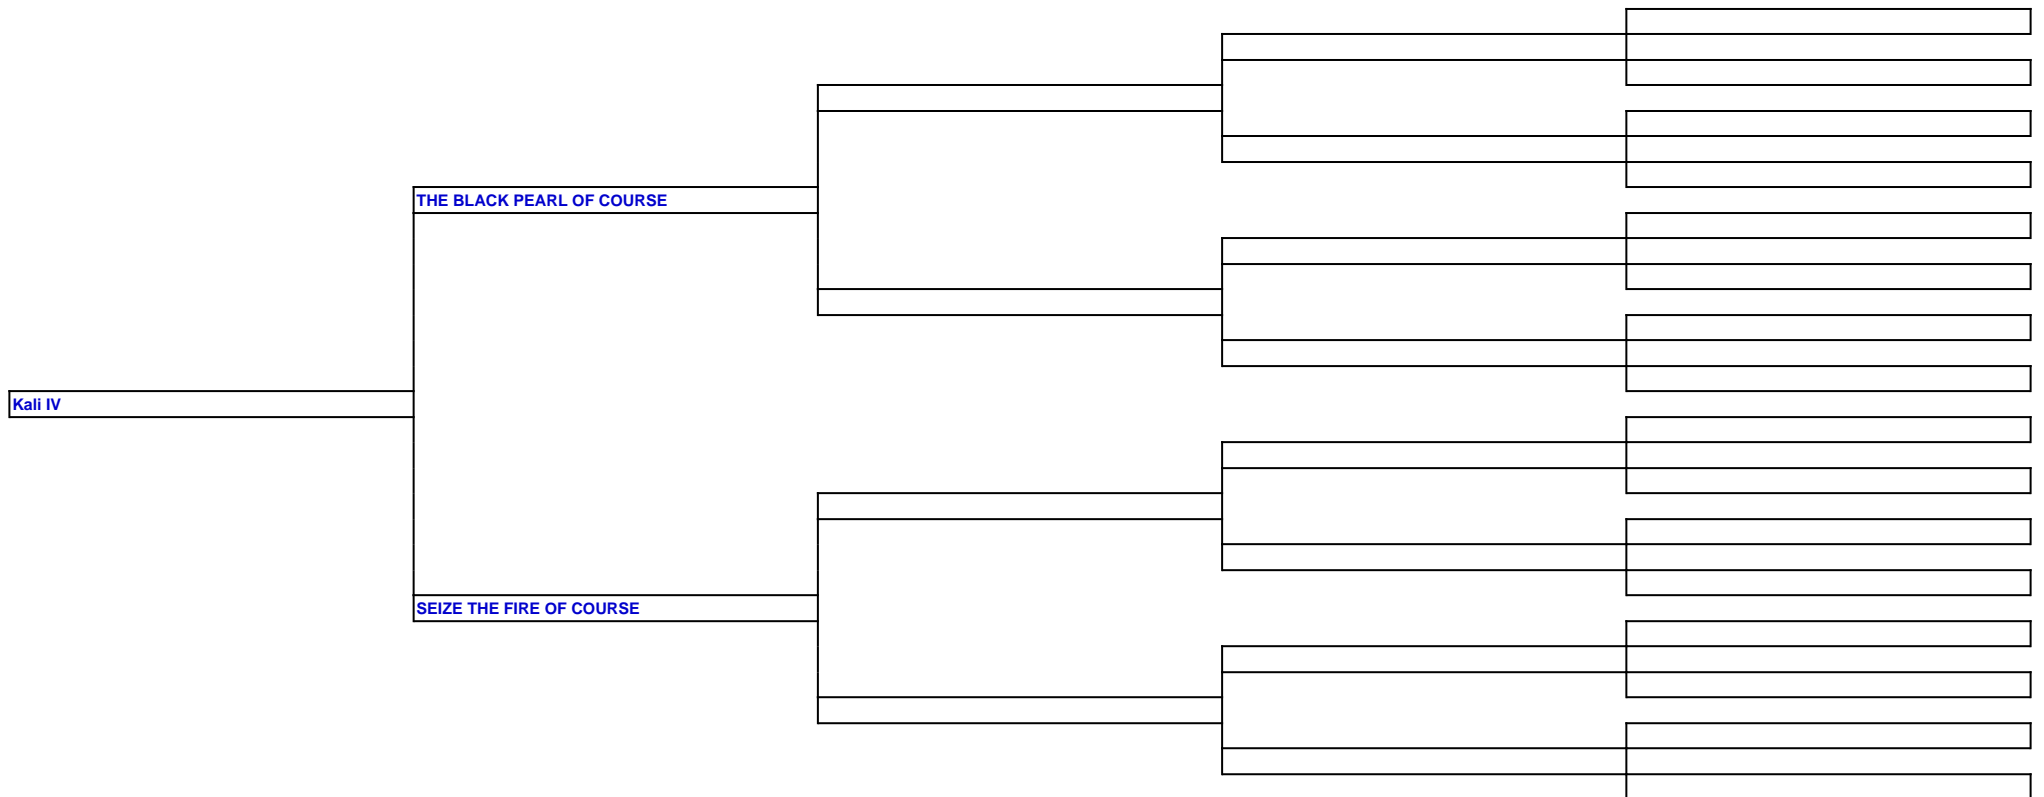 THE BLACK PEARL OF COURSE
Kali IV
SEIZE THE FIRE OF COURSE